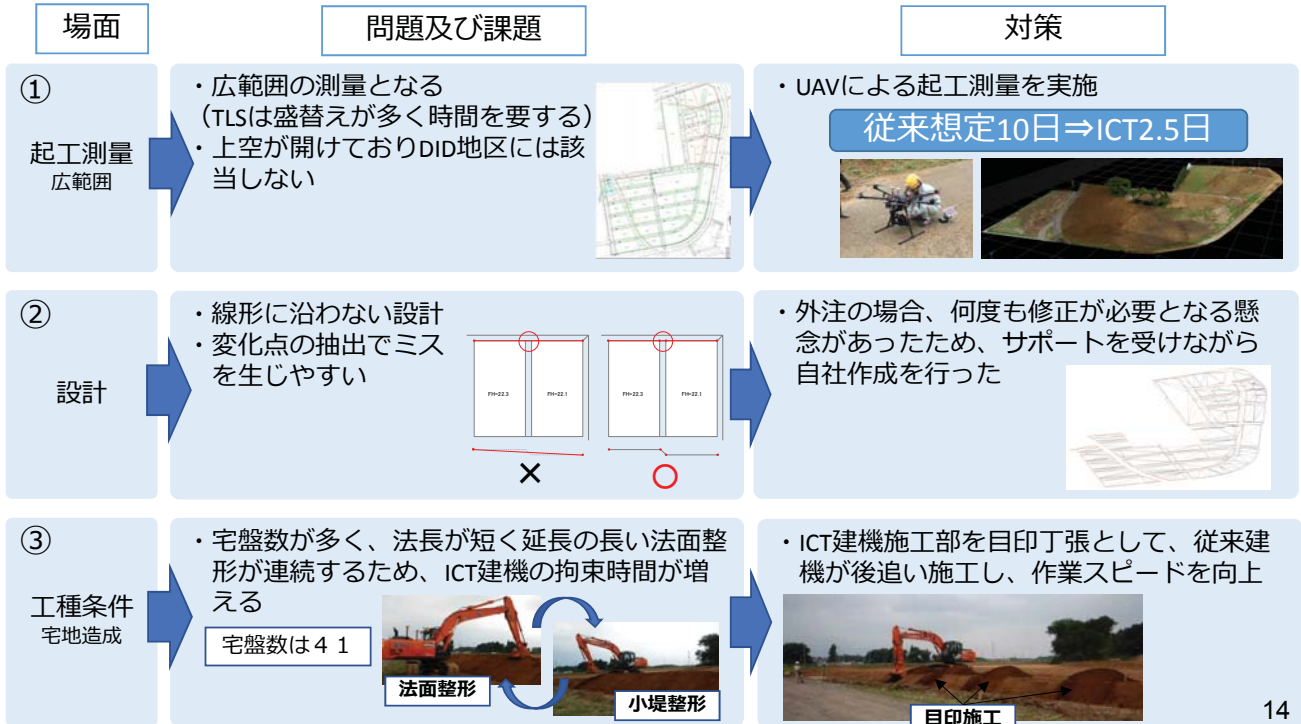 場面
問題及び課題
対策
①
起工測量
広範囲
・広範囲の測量となる
（TLSは盛替えが多く時間を要する）
・上空が開けておりDID地区には該
当しない
・UAVによる起工測量を実施
従来想定10日⇒ICT2.5日
②
設計
・線形に沿わない設計
・変化点の抽出でミス
を生じやすい
FH=22.3
FH=22.1
FH=22.3
FH=22.1
×
○
・外注の場合、何度も修正が必要となる懸
念があったため、サポートを受けながら
自社作成を行った
③
工種条件
宅地造成
・宅盤数が多く、法長が短く延長の長い法面整
形が連続するため、ICT建機の拘束時間が増
える
宅盤数は４１
法面整形
小堤整形
・ICT建機施工部を目印丁張として、従来建
機が後追い施工し、作業スピードを向上
目印施工
14